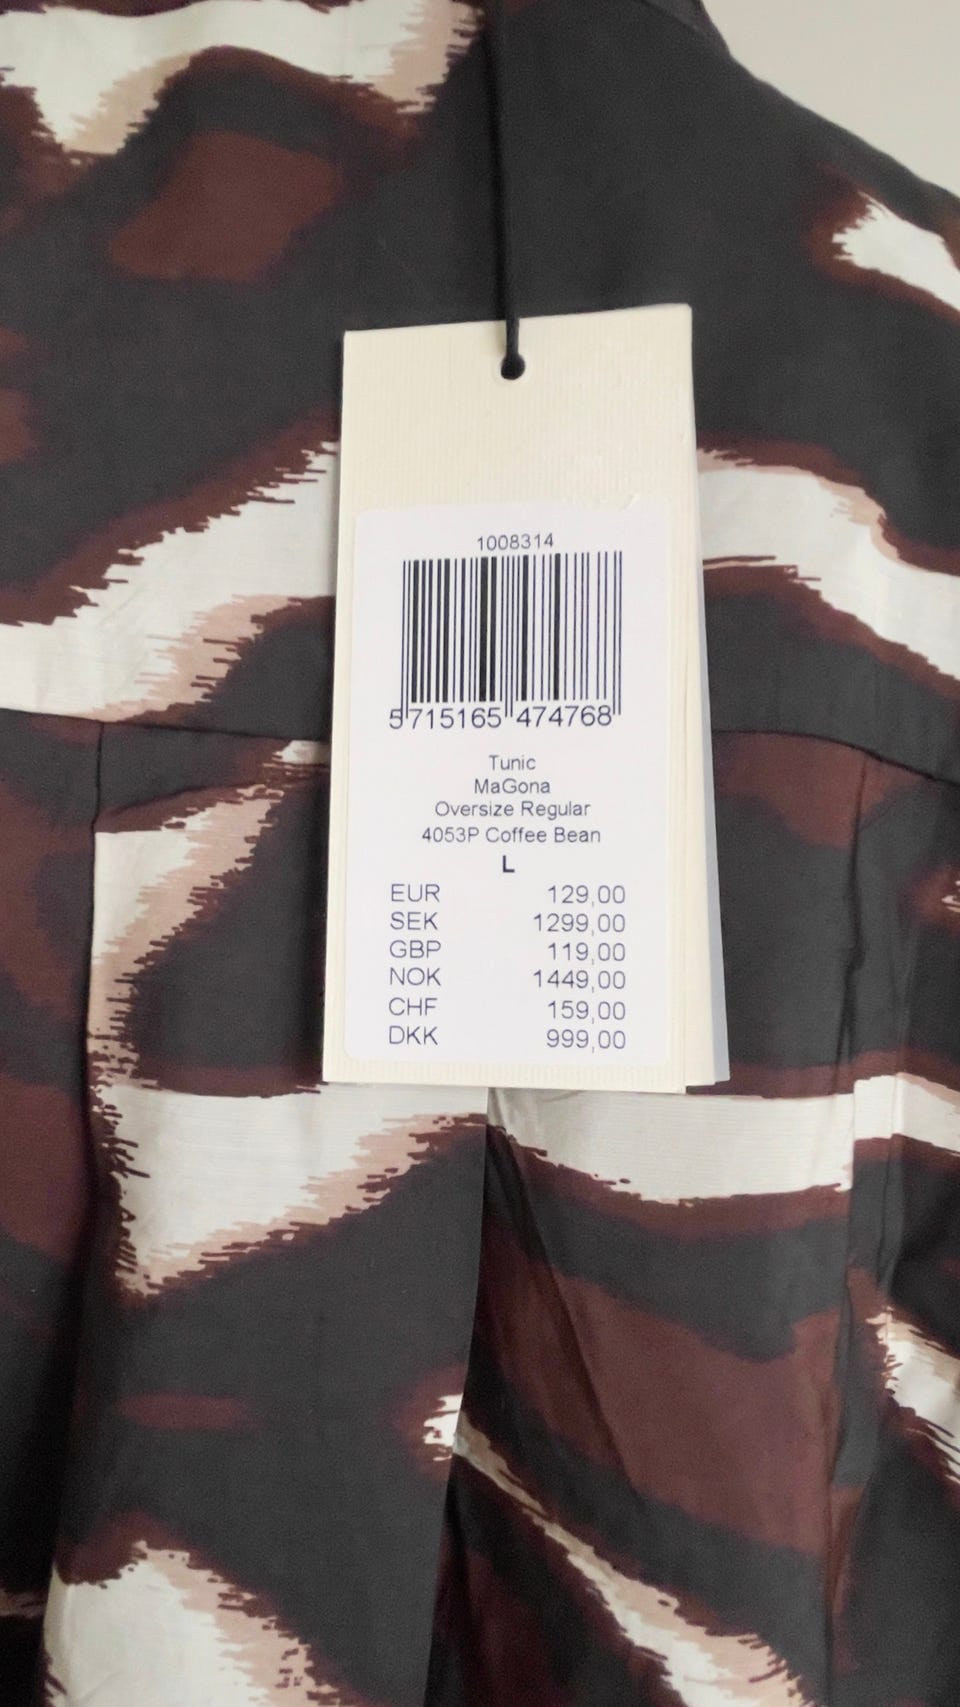 1008314
5 715165 474768
Tunic
MaGona
Oversize Regular
4053P Coffee Bean
L
EUR 129,00
SEK 1299,00
GBP 119,00
NOK 1449,00
CHF 159,00
DKK 999,00